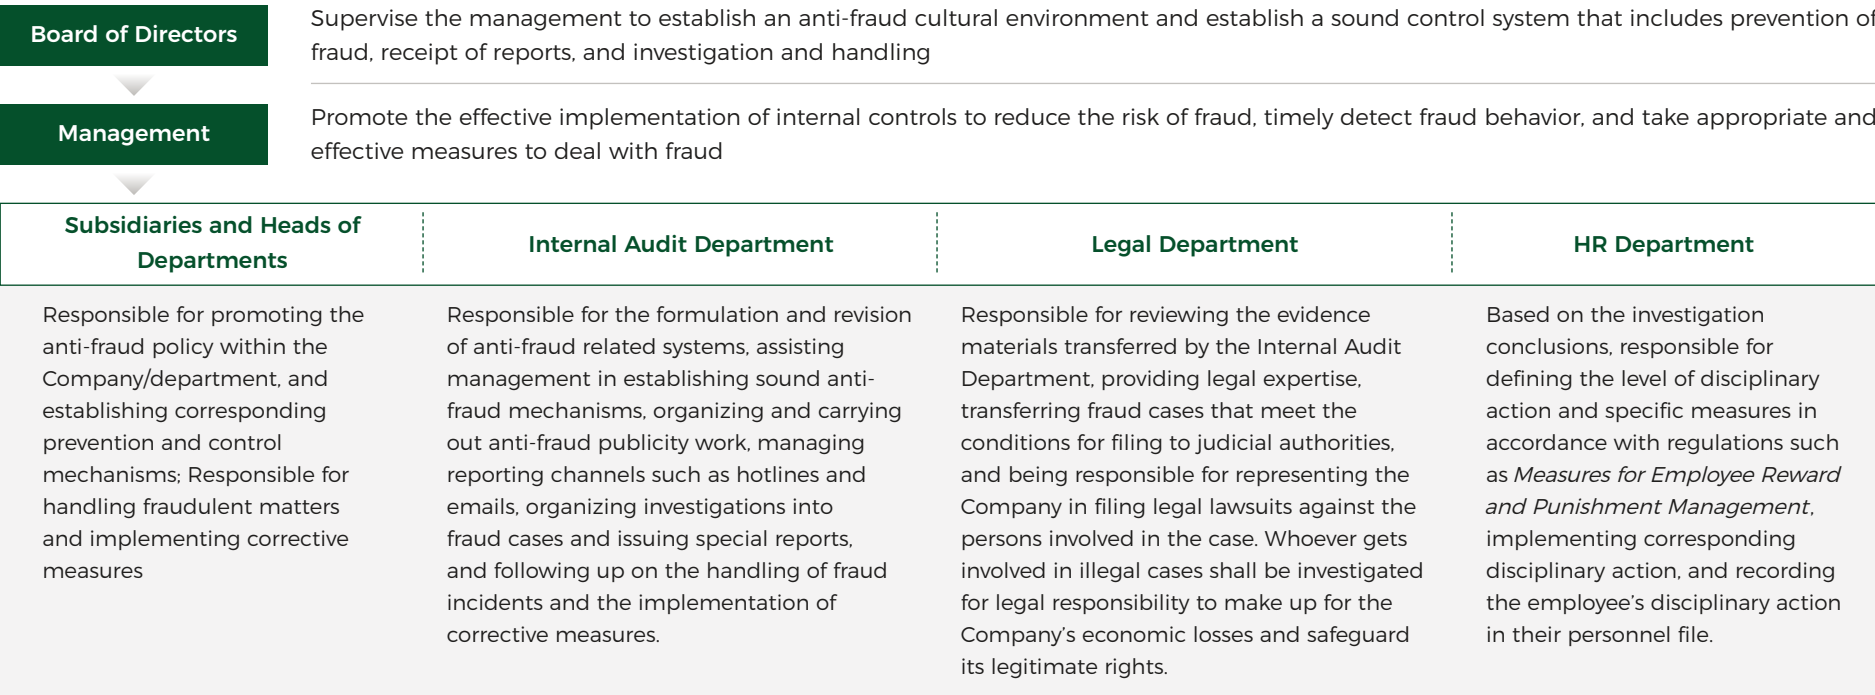 Board of Directors
Supervise the management to establish an anti-fraud cultural environment and establish a sound control system that includes prevention of
fraud, receipt of reports, and investigation and handling
Management
Promote the effective implementation of internal controls to reduce the risk of fraud, timely detect fraud behavior, and take appropriate and
effective measures to deal with fraud
Subsidiaries and Heads of
Departments
Internal Audit Department
Legal Department
HR Department
Responsible for promoting the
anti-fraud policy within the
Company/department, and
establishing corresponding
prevention and control
mechanisms; Responsible for
handling fraudulent matters
and implementing corrective
measures
Responsible for the formulation and revision
of anti-fraud related systems, assisting
management in establishing sound anti-
fraud mechanisms, organizing and carrying
out anti-fraud publicity work, managing
reporting channels such as hotlines and
emails, organizing investigations into
fraud cases and issuing special reports,
and following up on the handling of fraud
incidents and the implementation of
corrective measures.
Responsible for reviewing the evidence
materials transferred by the Internal Audit
Department, providing legal expertise,
transferring fraud cases that meet the
conditions for filing to judicial authorities,
and being responsible for representing the
Company in filing legal lawsuits against the
persons involved in the case. Whoever gets
involved in illegal cases shall be investigated
for legal responsibility to make up for the
Company’s economic losses and safeguard
its legitimate rights.
Based on the investigation
conclusions, responsible for
defining the level of disciplinary
action and specific measures in
accordance with regulations such
as Measures for Employee Reward
and Punishment Management,
implementing corresponding
disciplinary action, and recording
the employee’s disciplinary action
in their personnel file.